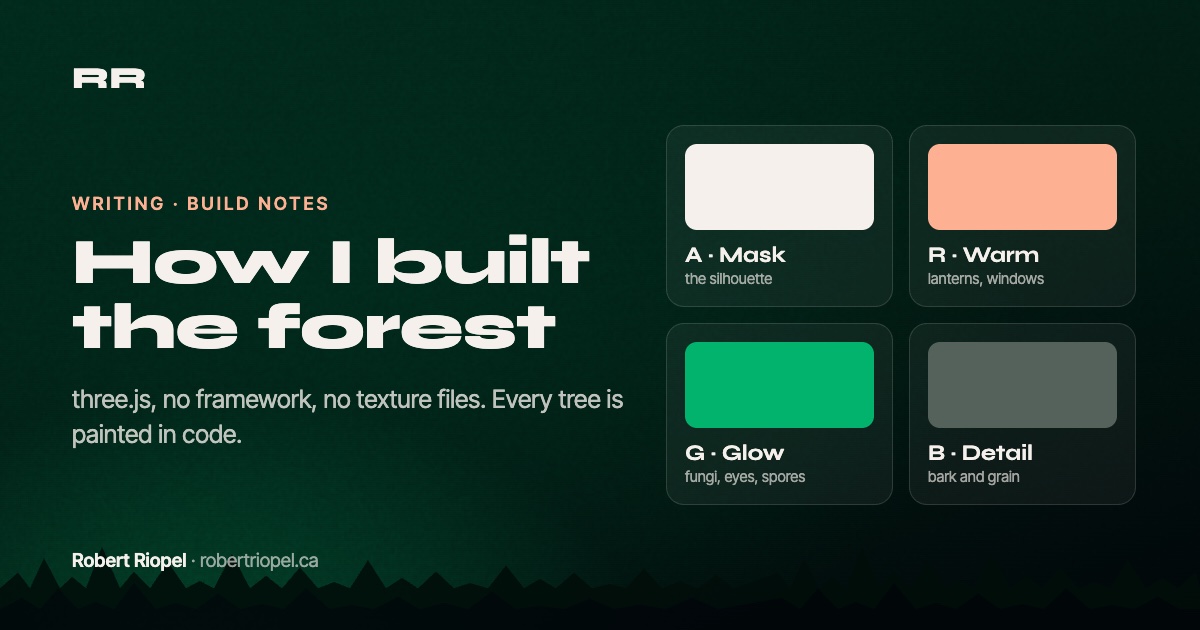 RR
WRITING · BUILD NOTES
How I built
the forest
three.js, no framework, no texture files. Every tree is
painted in code.
Robert Riopel · robertriopel.ca
A · Mask
the silhouette
R · Warm
lanterns, windows
G · Glow
fungi, eyes, spores
B · Detail
bark and grain